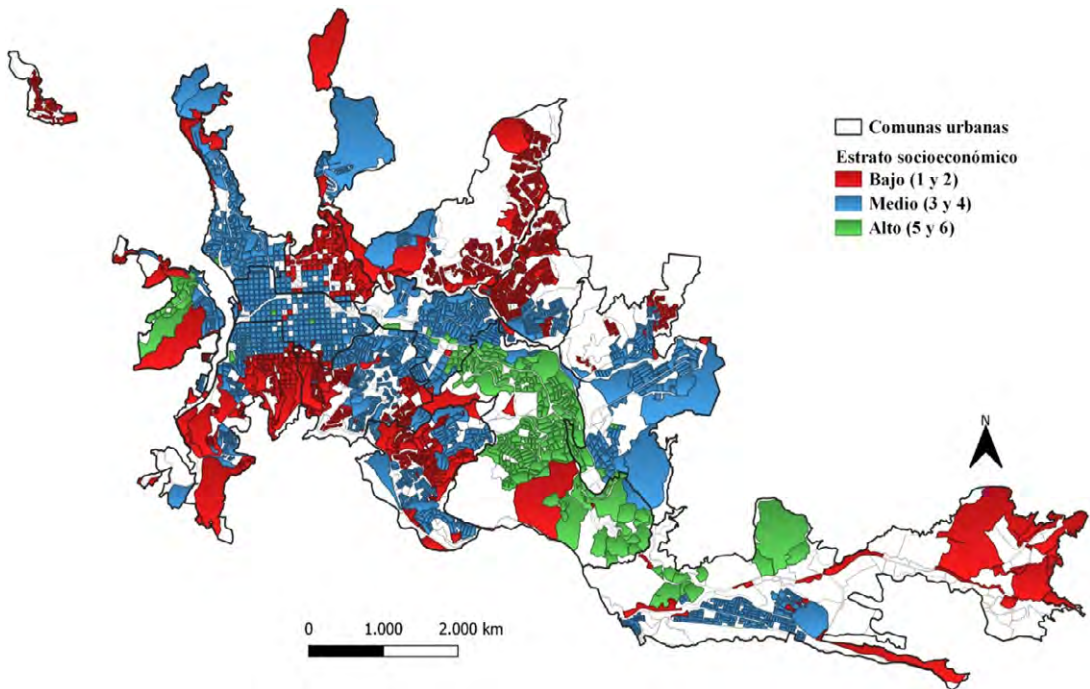 Comunas urbanas
Estrato socioeconómico
Bajo (1 y 2)
Medio (3 y 4)
Alto (5 y 6)
N
0 1.000 2.000 km